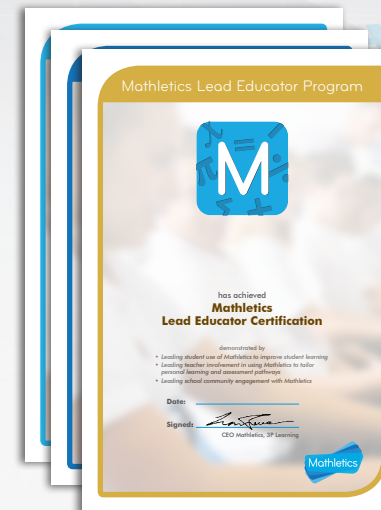 Mathletics Lead Educator Program
M
has achieved
Mathletics
Lead Educator Certification
demonstrated by
• Leading student use of Mathletics to improve student learning
• Leading teacher involvement in using Mathletics to tailor
personal learning and assessment pathways
• Leading school community engagement with Mathletics
Date:
Signed:
CEO Mathletics, 3P Learning
Mathletics